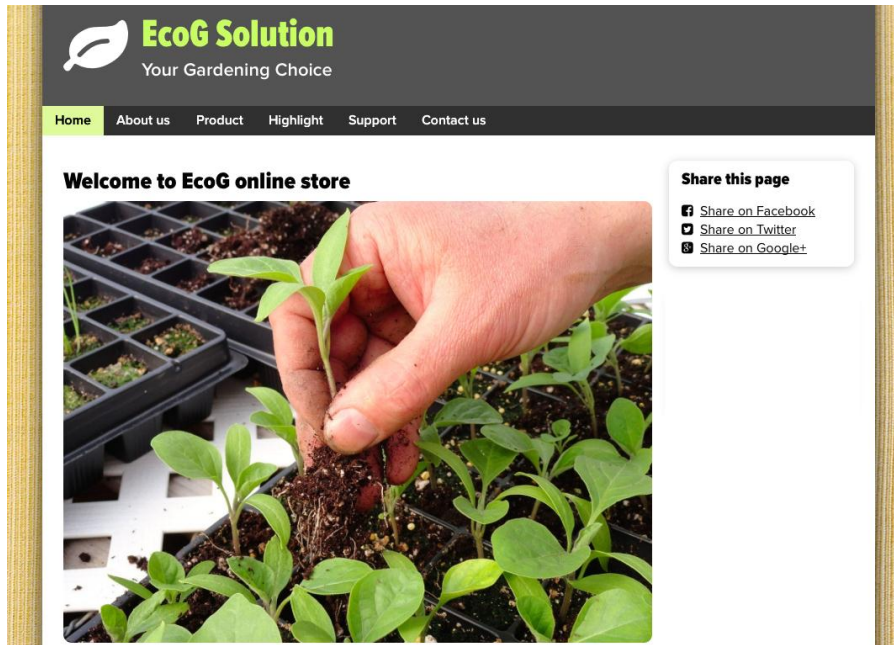 EcoG Solution
Your Gardening Choice
Home About us Product Highlight Support Contact us
Welcome to EcoG online store
Share this page
Share on Facebook
Share on Twitter
Share on Google+